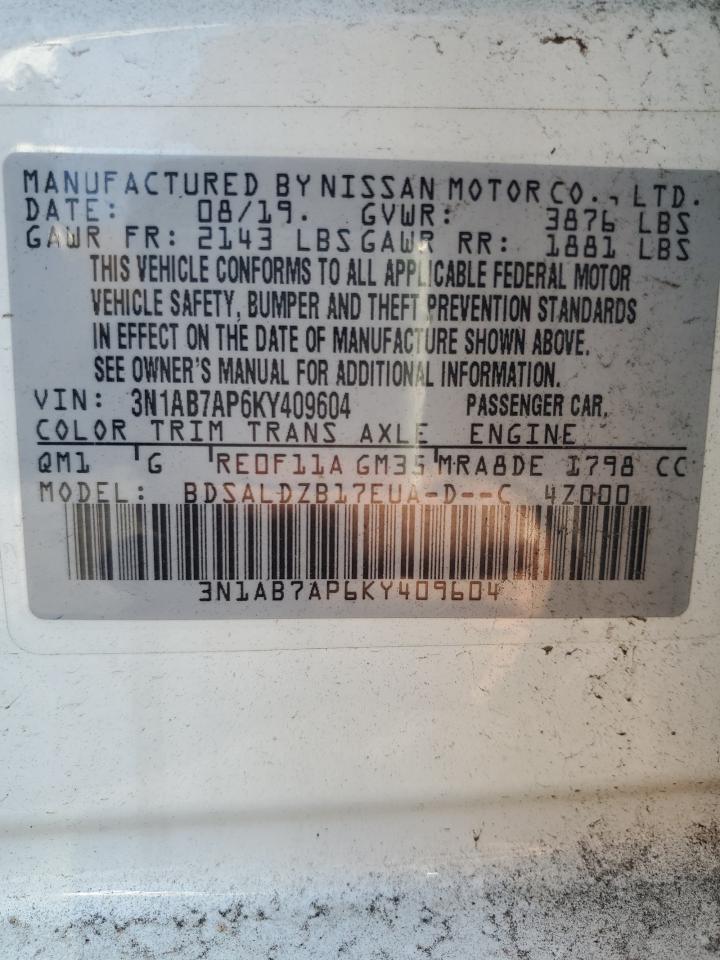 MANUFACTURED BY NISSAN MOTOR CO., LTD.
DATE: 08/19. GVWR: 3876 LBS
GAWR FR: 2143 LBS GAWR RR: 1881 LBS
THIS VEHICLE CONFORMS TO ALL APPLICABLE FEDERAL MOTOR
VEHICLE SAFETY, BUMPER AND THEFT PREVENTION STANDARDS
IN EFFECT ON THE DATE OF MANUFACTURE SHOWN ABOVE.
SEE OWNER'S MANUAL FOR ADDITIONAL INFORMATION.
VIN: 3N1AB7AP6KY409604 PASSENGER CAR,
COLOR TRIM TRANS AXLE ENGINE
QM1 G RE0F11A GM35 MRA8DE 1798 CC
MODEL: BDSALDZB17EUA-D--C 4Z000
3N1AB7AP6KY409604